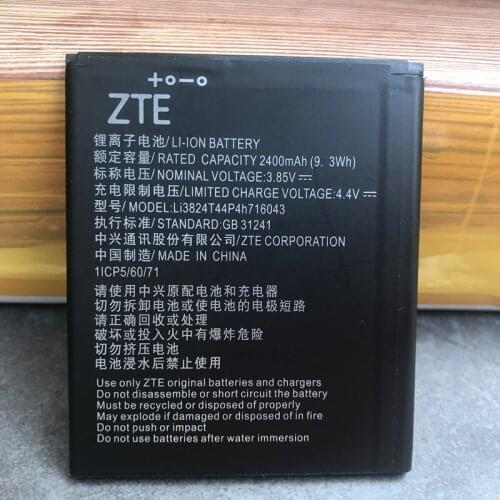 ZTE
锂离子电池/LI-ION BATTERY
额定容量/RATED CAPACITY 2400mAh (9. 3Wh)
标称电压/NOMINAL VOLTAGE:3.85V⎓
充电限制电压/LIMITED CHARGE VOLTAGE:4.4V⎓
型号/MODEL:Li3824T44P4h716043
执行标准/STANDARD:GB 31241
中兴通讯股份有限公司/ZTE CORPORATION
中国制造/MADE IN CHINA
1ICP5/60/71
请使用中兴原配电池和充电器
切勿拆卸电池或使电池的电极短路
请正确回收或处理
破坏或投入火中有爆炸危险
切勿挤压电池
电池浸水后禁止使用
Use only ZTE original batteries and chargers
Do not disassemble or short circuit the battery
Must be recycled or disposed of properly
May explode if damaged or disposed of in fire
Do not push or impact
Do not use batteries after water immersion